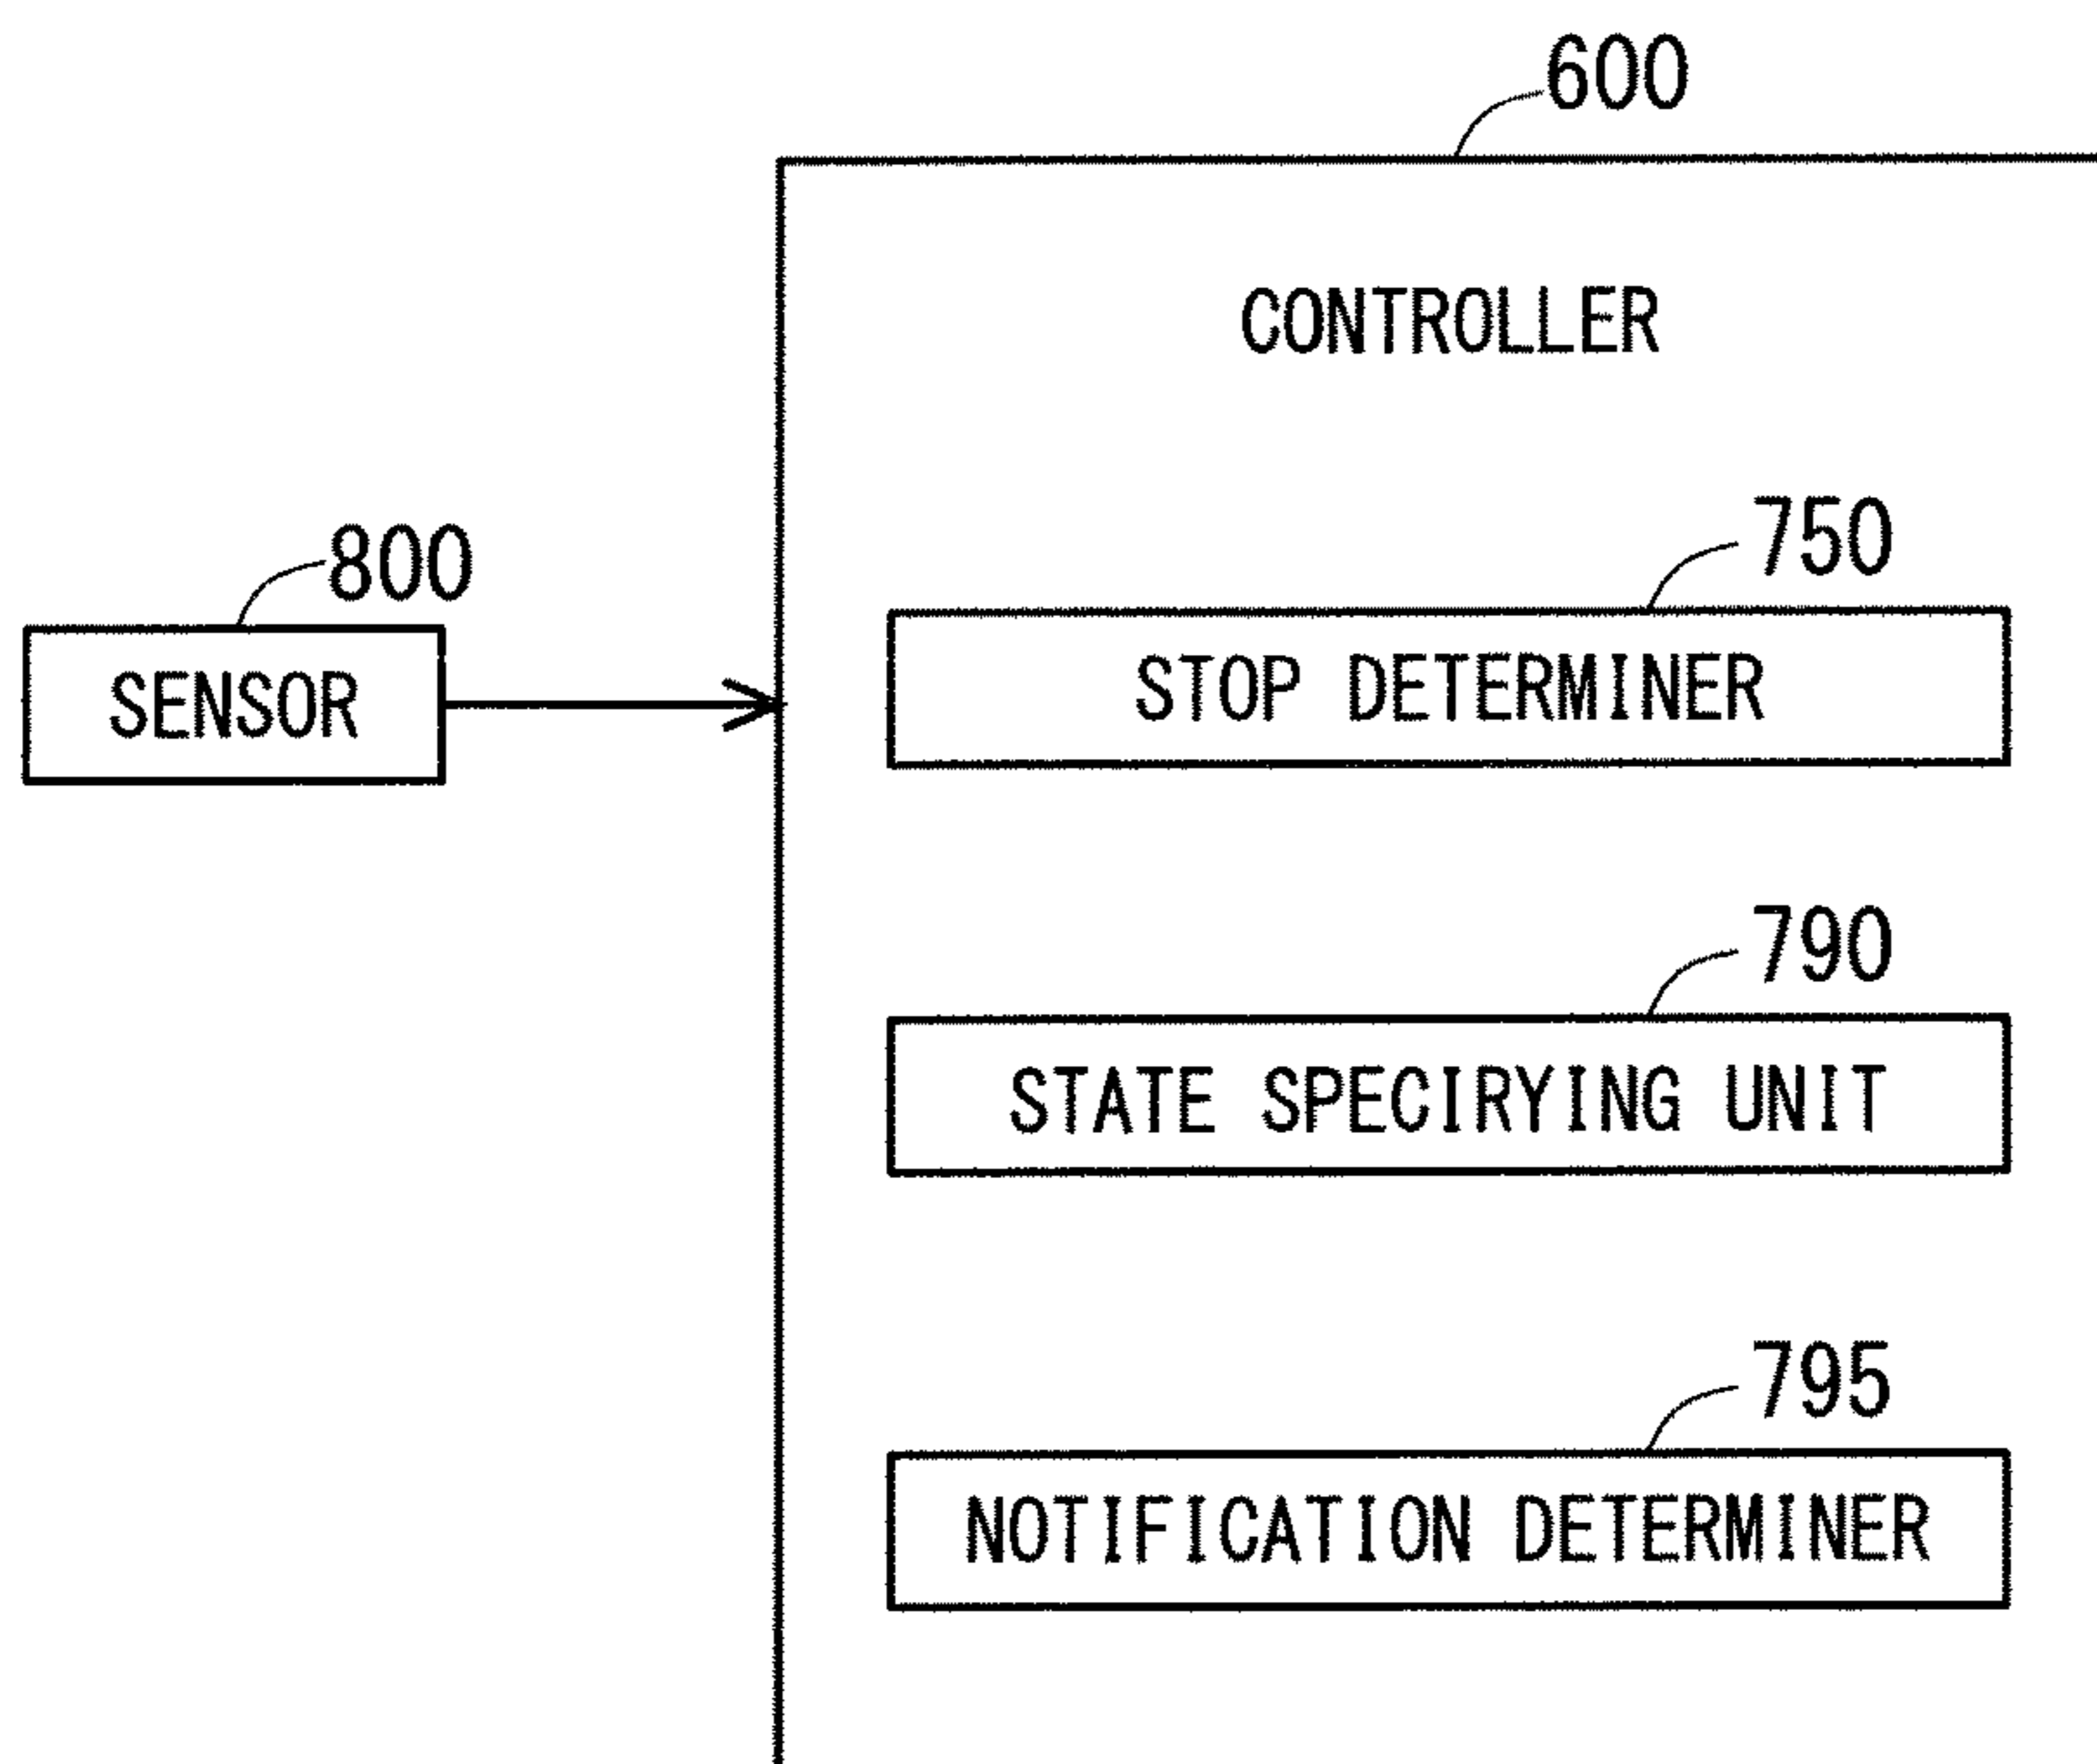 600
CONTROLLER
800
SENSOR
750
STOP DETERMINER
790
STATE SPECIRYING UNIT
795
NOTIFICATION DETERMINER